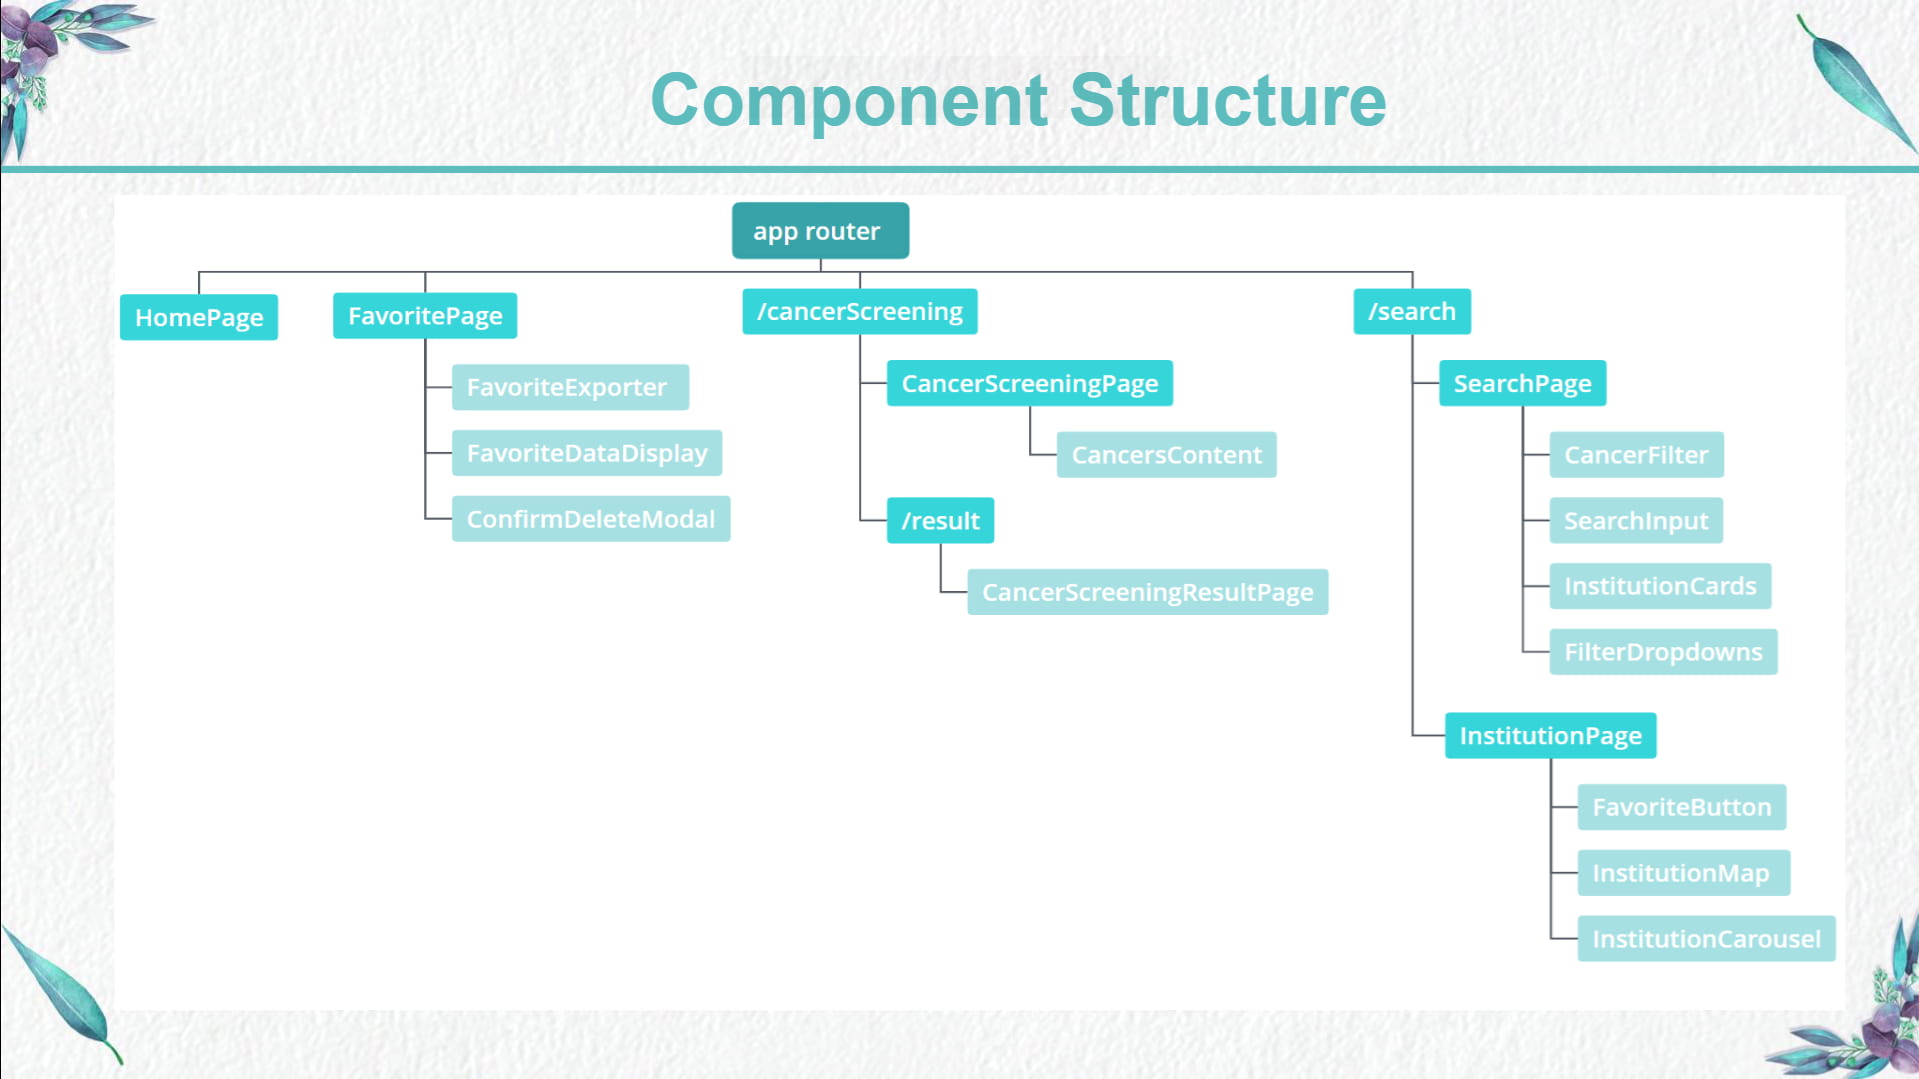 Component Structure
app router
HomePage
FavoritePage
FavoriteExporter
FavoriteDataDisplay
ConfirmDeleteModal
/cancerScreening
CancerScreeningPage
CancersContent
/result
CancerScreeningResultPage
/search
SearchPage
CancerFilter
SearchInput
InstitutionCards
FilterDropdowns
InstitutionPage
FavoriteButton
InstitutionMap
InstitutionCarousel